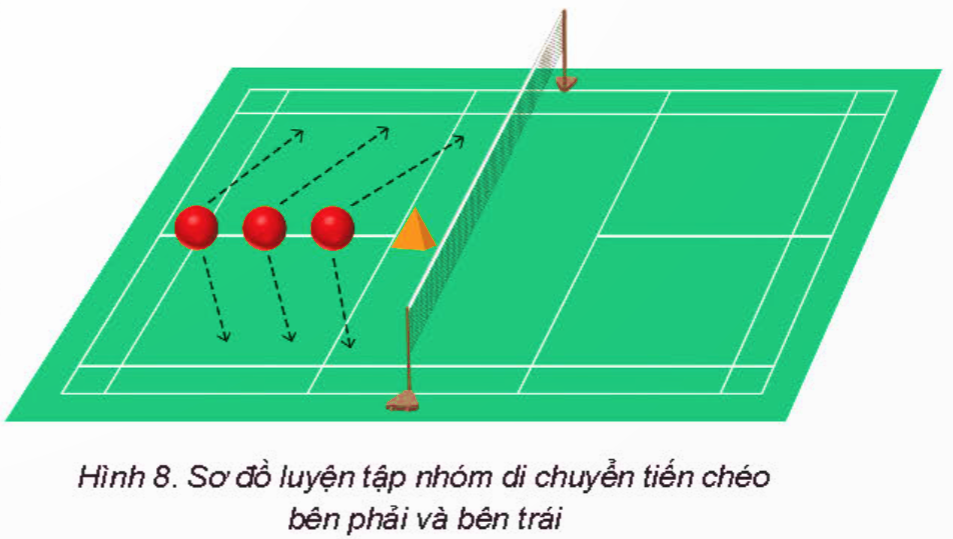 Hình 8. Sơ đồ luyện tập nhóm di chuyển tiến chéo
bên phải và bên trái